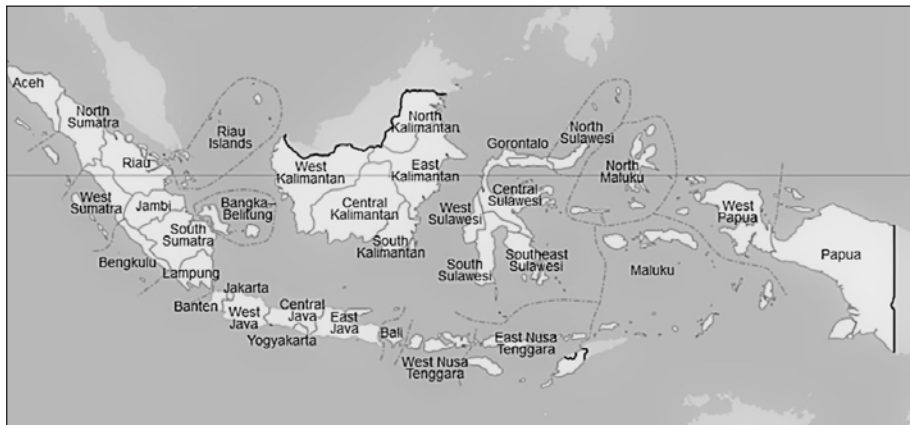 Aceh
North
Sumatra
Riau
Islands
Riau
West
Sumatra
Jambi
Bangka–
Belitung
South
Sumatra
Bengkulu
Lampung
North
Kalimantan
West
Kalimantan
East
Kalimantan
Central
Kalimantan
South
Kalimantan
Gorontalo
North
Sulawesi
Central
Sulawesi
West
Sulawesi
South
Sulawesi
Southeast
Sulawesi
North
Maluku
Maluku
West
Papua
Papua
Jakarta
Banten
West
Java
Central
Java
Yogyakarta
East
Java
Bali
West Nusa
Tenggara
East Nusa
Tenggara